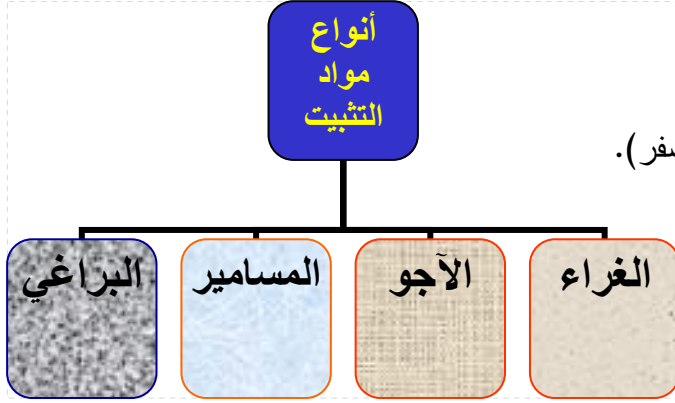 أنواع
مواد
التثبيت
الغراء
الآجو
المسامير
البراغي